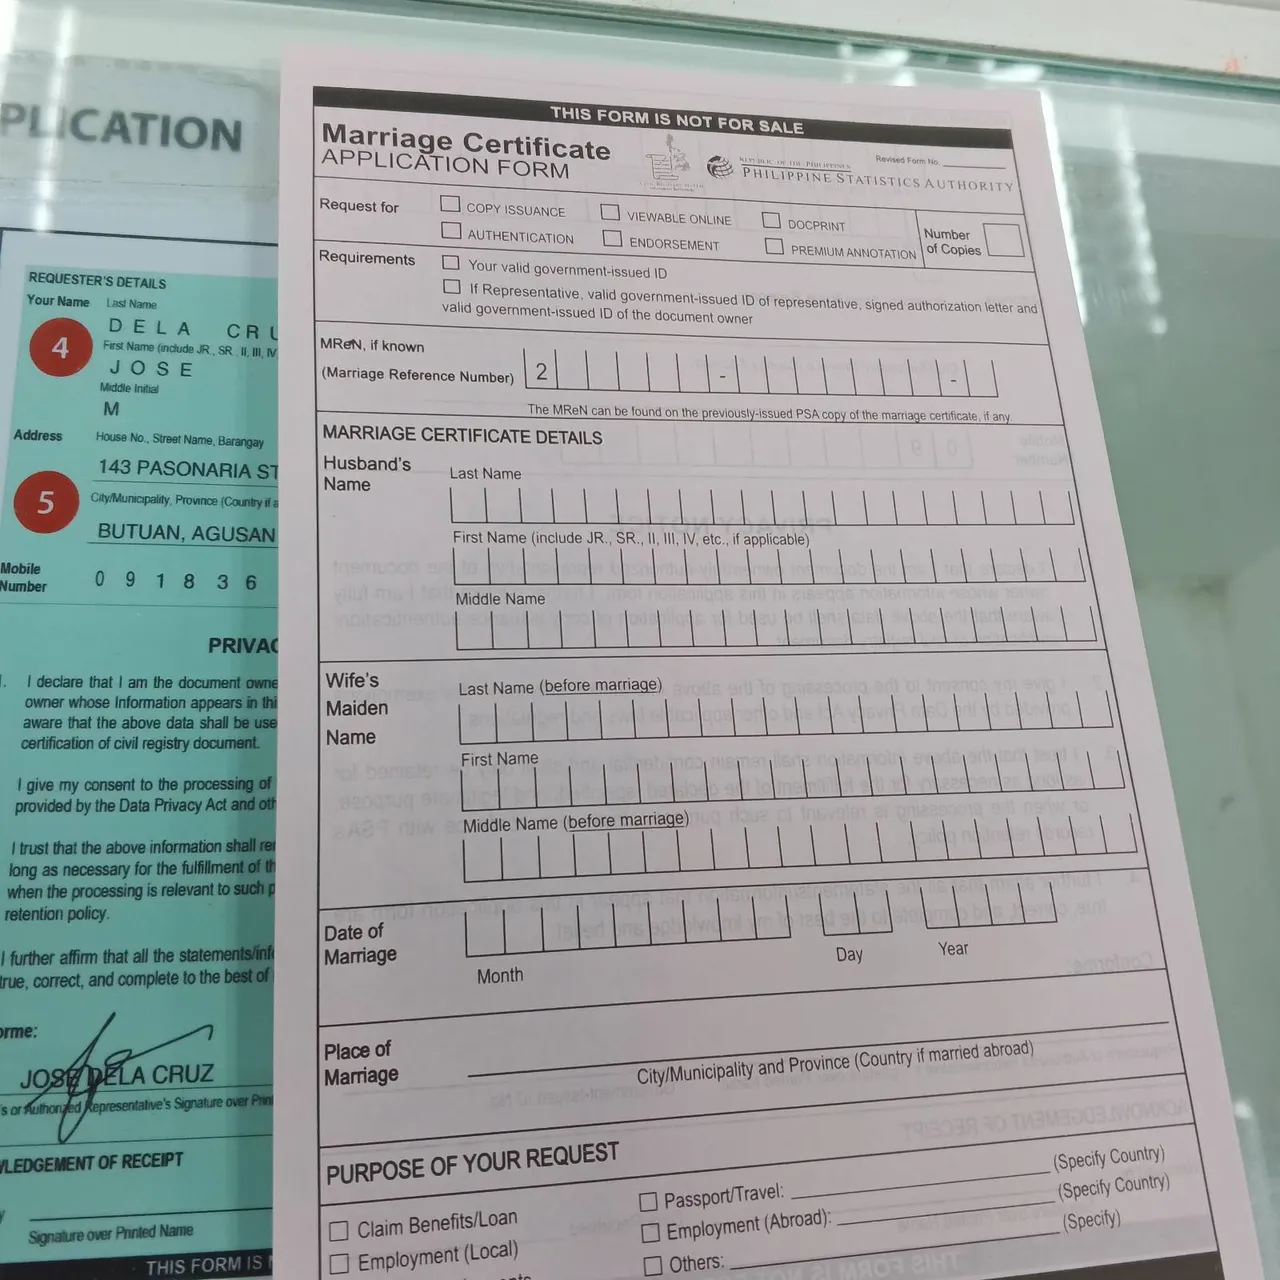 PLICATION
REQUESTER'S DETAILS
Your Name Last Name
DELA CRU
4
First Name (include JR., SR., II, III, IV
JOSE
Middle Initial
M
Address House No., Street Name, Barangay
143 PASONARIA ST
5
City/Municipality, Province (Country if a
BUTUAN, AGUSAN
Mobile
Number
0 9 1 8 3 6
PRIVAC
I declare that I am the document owne
owner whose Information appears in thi
aware that the above data shall be use
certification of civil registry document.
I give my consent to the processing of
provided by the Data Privacy Act and oth
I trust that the above information shall re
long as necessary for the fulfillment of th
when the processing is relevant to such p
retention policy.
I further affirm that all the statements/inf
true, correct, and complete to the best of
orme:
JOSE DELA CRUZ
s or Authorized Representative's Signature over Print
LEDGEMENT OF RECEIPT
Signature over Printed Name
THIS FORM IS
THIS FORM IS NOT FOR SALE
Marriage Certificate
APPLICATION FORM
REPUBLIC OF THE PHILIPPINES
PHILIPPINE STATISTICS AUTHORITY
Revised Form No.
Request for
COPY ISSUANCE VIEWABLE ONLINE DOCPRINT
AUTHENTICATION ENDORSEMENT PREMIUM ANNOTATION
Number
of Copies
Requirements
Your valid government-issued ID
If Representative, valid government-issued ID of representative, signed authorization letter and
valid government-issued ID of the document owner
MReN, if known
(Marriage Reference Number) 2 - -
The MReN can be found on the previously-issued PSA copy of the marriage certificate, if any.
MARRIAGE CERTIFICATE DETAILS
Husband's
Name
Last Name
First Name (include JR., SR., II, III, IV, etc., if applicable)
Middle Name
Wife's
Maiden
Name
Last Name (before marriage)
First Name
Middle Name (before marriage)
Date of
Marriage
Month Day Year
Place of
Marriage
City/Municipality and Province (Country if married abroad)
PURPOSE OF YOUR REQUEST
Claim Benefits/Loan
Employment (Local)
Passport/Travel: (Specify Country)
Employment (Abroad): (Specify Country)
Others: (Specify)